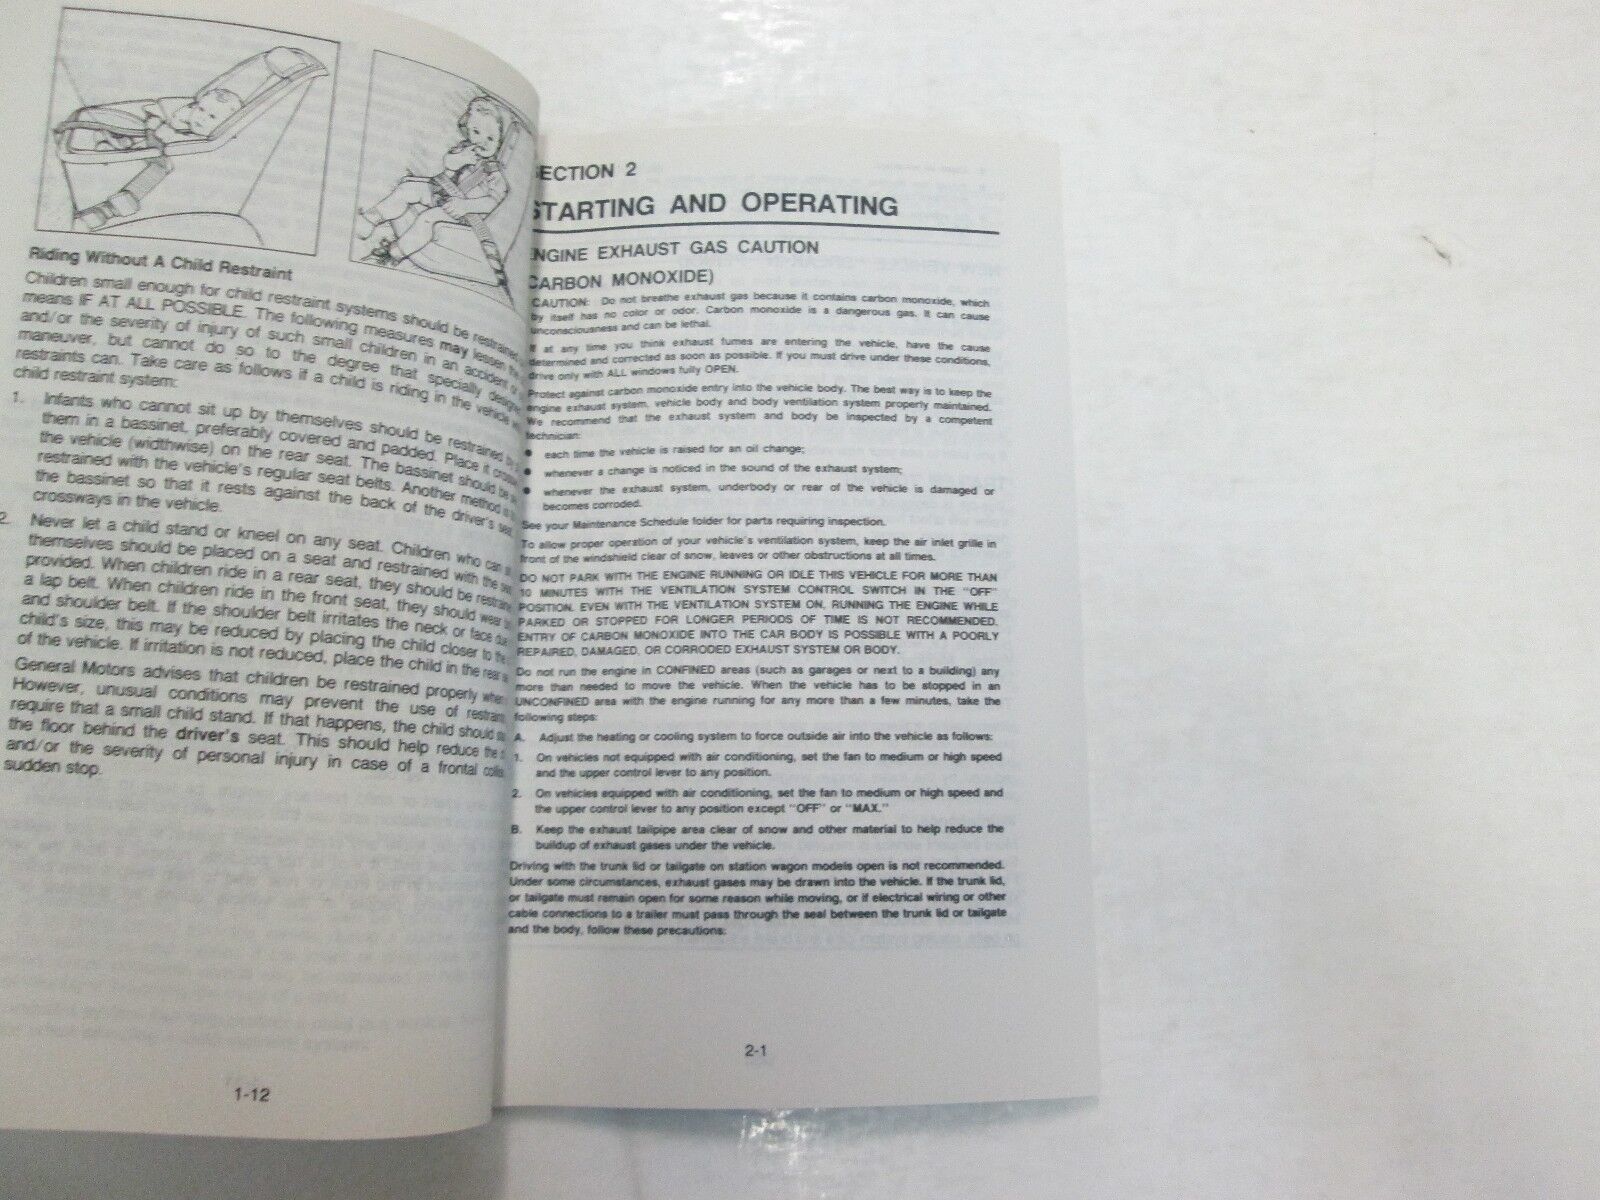 Riding Without A Child Restraint
Children small enough for child restraint systems should be restrained
means IF AT ALL POSSIBLE. The following measures may lessen the
and/or the severity of injury of such small children in an accident or
maneuver, but cannot do so to the degree that specially
restraints can. Take care as follows if a child is riding in the vehicle
child restraint system:
1. Infants who cannot sit up by themselves should be restrained by
them in a bassinet, preferably covered and padded. Place it
the vehicle (widthwise) on the rear seat. The bassinet should be
restrained with the vehicle's regular seat belts. Another method is
the bassinet so that it rests against the back of the driver's seat,
crossways in the vehicle.
2. Never let a child stand or kneel on any seat. Children who can
themselves should be placed on a seat and restrained with the
provided. When children ride in a rear seat, they should be
a lap belt. When children ride in the front seat, they should wear
and shoulder belt. If the shoulder belt irritates the neck or face
child's size, this may be reduced by placing the child closer to the
of the vehicle. If irritation is not reduced, place the child in the rear
General Motors advises that children be restrained properly
However, unusual conditions may prevent the use of
require that a small child stand. If that happens, the child should
the floor behind the driver's seat. This should help reduce the
and/or the severity of personal injury in case of a frontal
sudden stop.
1-12
SECTION 2
STARTING AND OPERATING
ENGINE EXHAUST GAS CAUTION
(CARBON MONOXIDE)
CAUTION: Do not breathe exhaust gas because it contains carbon monoxide, which
by itself has no color or odor. Carbon monoxide is a dangerous gas. It can cause
unconsciousness and can be lethal.
If at any time you think exhaust fumes are entering the vehicle, have the cause
determined and corrected as soon as possible. If you must drive under these conditions,
drive only with ALL windows fully OPEN.
Protect against carbon monoxide entry into the vehicle body. The best way is to keep the
engine exhaust system, vehicle body and body ventilation system properly maintained.
We recommend that the exhaust system and body be inspected by a competent
technician:
● each time the vehicle is raised for an oil change;
● whenever a change is noticed in the sound of the exhaust system;
● whenever the exhaust system, underbody or rear of the vehicle is damaged or
becomes corroded.
See your Maintenance Schedule folder for parts requiring inspection.
To allow proper operation of your vehicle's ventilation system, keep the air inlet grille in
front of the windshield clear of snow, leaves or other obstructions at all times.
DO NOT PARK WITH THE ENGINE RUNNING OR IDLE THIS VEHICLE FOR MORE THAN
10 MINUTES WITH THE VENTILATION SYSTEM CONTROL SWITCH IN THE "OFF"
POSITION. EVEN WITH THE VENTILATION SYSTEM ON, RUNNING THE ENGINE WHILE
PARKED OR STOPPED FOR LONGER PERIODS OF TIME IS NOT RECOMMENDED.
ENTRY OF CARBON MONOXIDE INTO THE CAR BODY IS POSSIBLE WITH A POORLY
REPAIRED, DAMAGED, OR CORRODED EXHAUST SYSTEM OR BODY.
Do not run the engine in CONFINED areas (such as garages or next to a building) any
more than needed to move the vehicle. When the vehicle has to be stopped in an
UNCONFINED area with the engine running for any more than a few minutes, take the
following steps:
A. Adjust the heating or cooling system to force outside air into the vehicle as follows:
1. On vehicles not equipped with air conditioning, set the fan to medium or high speed
and the upper control lever to any position.
2. On vehicles equipped with air conditioning, set the fan to medium or high speed and
the upper control lever to any position except "OFF" or "MAX."
B. Keep the exhaust tailpipe area clear of snow and other material to help reduce the
buildup of exhaust gases under the vehicle.
Driving with the trunk lid or tailgate on station wagon models open is not recommended.
Under some circumstances, exhaust gases may be drawn into the vehicle. If the trunk lid,
or tailgate must remain open for some reason while moving, or if electrical wiring or other
cable connections to a trailer must pass through the seal between the trunk lid or tailgate
and the body, follow these precautions:
2-1